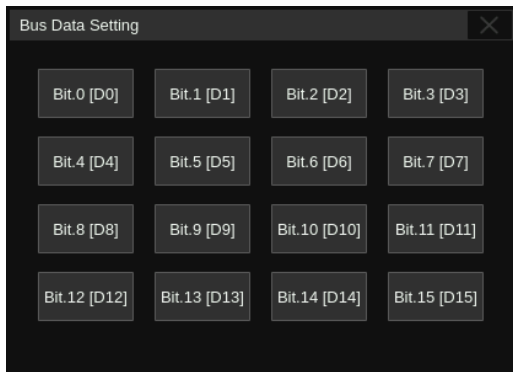 Bus Data Setting
Bit.0 [D0] Bit.1 [D1] Bit.2 [D2] Bit.3 [D3]
Bit.4 [D4] Bit.5 [D5] Bit.6 [D6] Bit.7 [D7]
Bit.8 [D8] Bit.9 [D9] Bit.10 [D10] Bit.11 [D11]
Bit.12 [D12] Bit.13 [D13] Bit.14 [D14] Bit.15 [D15]